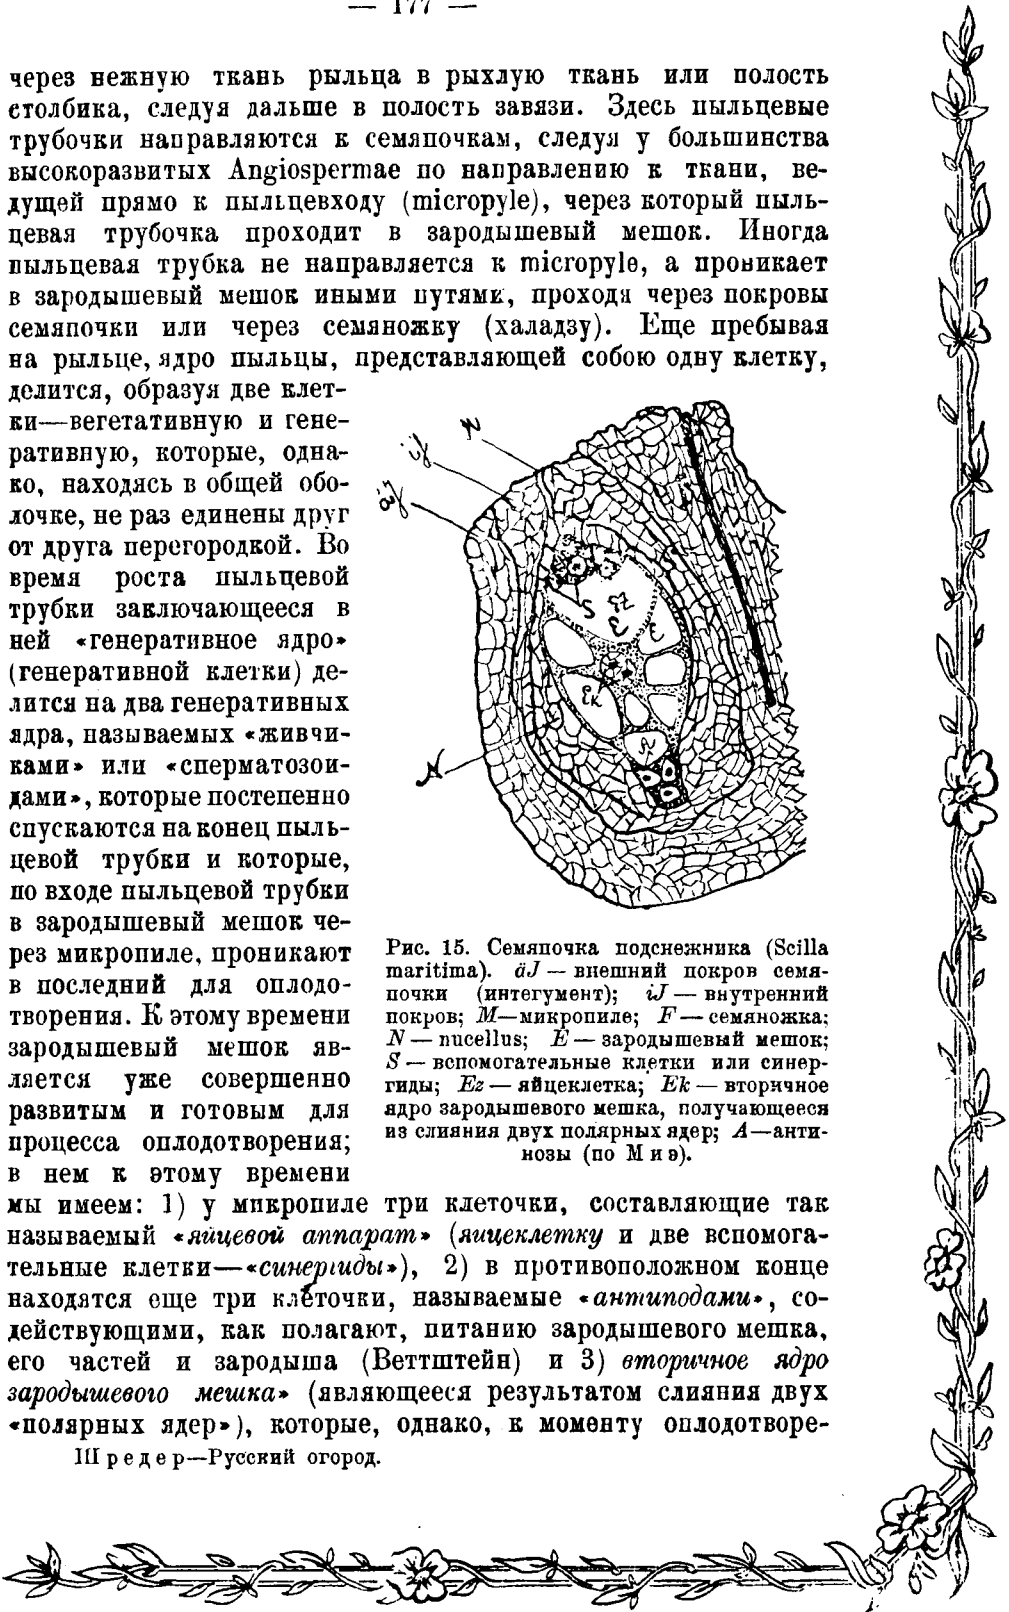 — 177 —
через нежную ткань рыльца в рыхлую ткань или полость
столбика, следуя дальше в полость завязи. Здесь пыльцевые
трубочки направляются к семяпочкам, следуя у большинства
высокоразвитых Angiospermae по направлению к ткани, ве-
дущей прямо к пыльцевходу (micropyle), через который пыль-
цевая трубочка проходит в зародышевый мешок. Иногда
пыльцевая трубка не направляется к micropyle, а проникает
в зародышевый мешок иными путями, проходя через покровы
семяпочки или через семяножку (халадзу). Еще пребывая
на рыльце, ядро пыльцы, представляющей собою одну клетку,
делится, образуя две клет-
ки—вегетативную и гене-
ративную, которые, одна-
ко, находясь в общей обо-
лочке, не раз единены друг
от друга перегородкой. Во
время роста пыльцевой
трубки заключающееся в
ней «генеративное ядро»
(генеративной клетки) де-
лится на два генеративных
ядра, называемых «живчи-
ками» или «сперматозои-
дами», которые постепенно
спускаются на конец пыль-
цевой трубки и которые,
по входе пыльцевой трубки
в зародышевый мешок че-
рез микропиле, проникают
в последний для оплодо-
творения. К этому времени
зародышевый мешок яв-
ляется уже совершенно
развитым и готовым для
процесса оплодотворения;
в нем к этому времени
N
iJ
äJ
S
Ez
E
E
Ek
A
N
Рис. 15. Семяпочка подснежника (Scilla
maritima). äJ — внешний покров семя-
почки (интегумент); iJ — внутренний
покров; M—микропиле; F — семяножка;
N — nucellus; E — зародышевый мешок;
S — вспомогательные клетки или синер-
гиды; Ez — яйцеклетка; Ek — вторичное
ядро зародышевого мешка, получающееся
из слияния двух полярных ядер; A—анти-
нозы (по Миэ).
мы имеем: 1) у микропиле три клеточки, составляющие так
называемый «яйцевой аппарат» (яицеклетку и две вспомога-
тельные клетки—«синергиды»), 2) в противоположном конце
находятся еще три клеточки, называемые «антиподами», со-
действующими, как полагают, питанию зародышевого мешка,
его частей и зародыша (Веттштейн) и 3) вторичное ядро
зародышевого мешка» (являющееся результатом слияния двух
«полярных ядер»), которые, однако, к моменту оплодотворе-
Шредер—Русский огород.